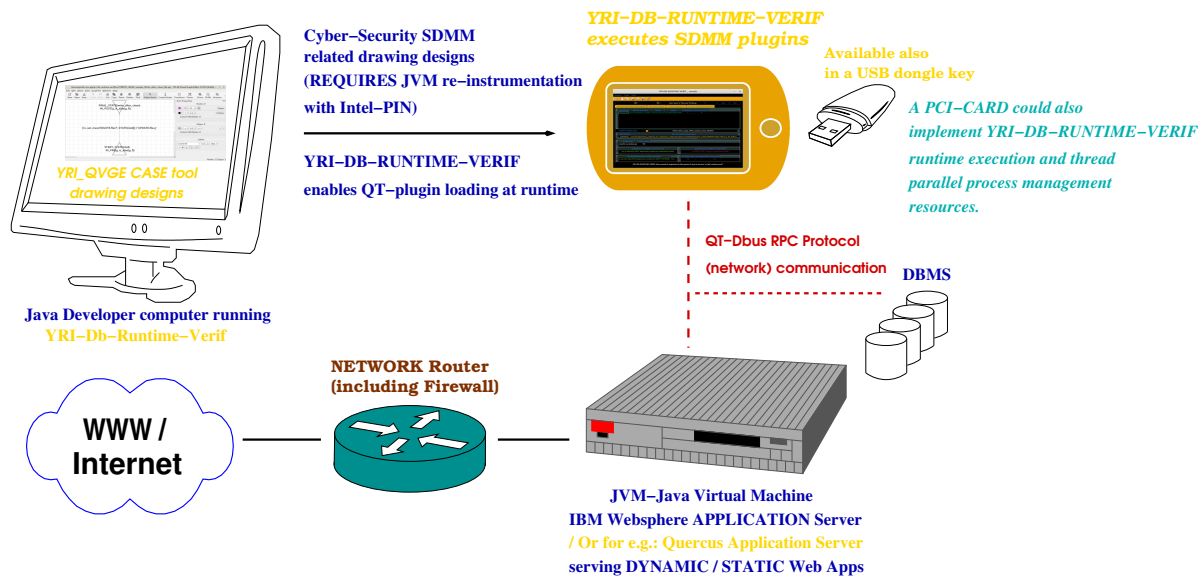 Cyber−Security SDMM
related drawing designs
(REQUIRES JVM re−instrumentation
with Intel−PIN)
YRI−DB−RUNTIME−VERIF
enables QT−plugin loading at runtime
YRI−DB−RUNTIME−VERIF
executes SDMM plugins
Available also
in a USB dongle key
A PCI−CARD could also
implement YRI−DB−RUNTIME−VERIF
runtime execution and thread
parallel process management
resources.
YRI_QVGE CASE tool
drawing designs
Java Developer computer running
YRI−Db−Runtime−Verif
QT−Dbus RPC Protocol
(network) communication
DBMS
NETWORK Router
(including Firewall)
WWW /
Internet
JVM−Java Virtual Machine
IBM Websphere APPLICATION Server
/ Or for e.g.: Quercus Application Server
serving DYNAMIC / STATIC Web Apps